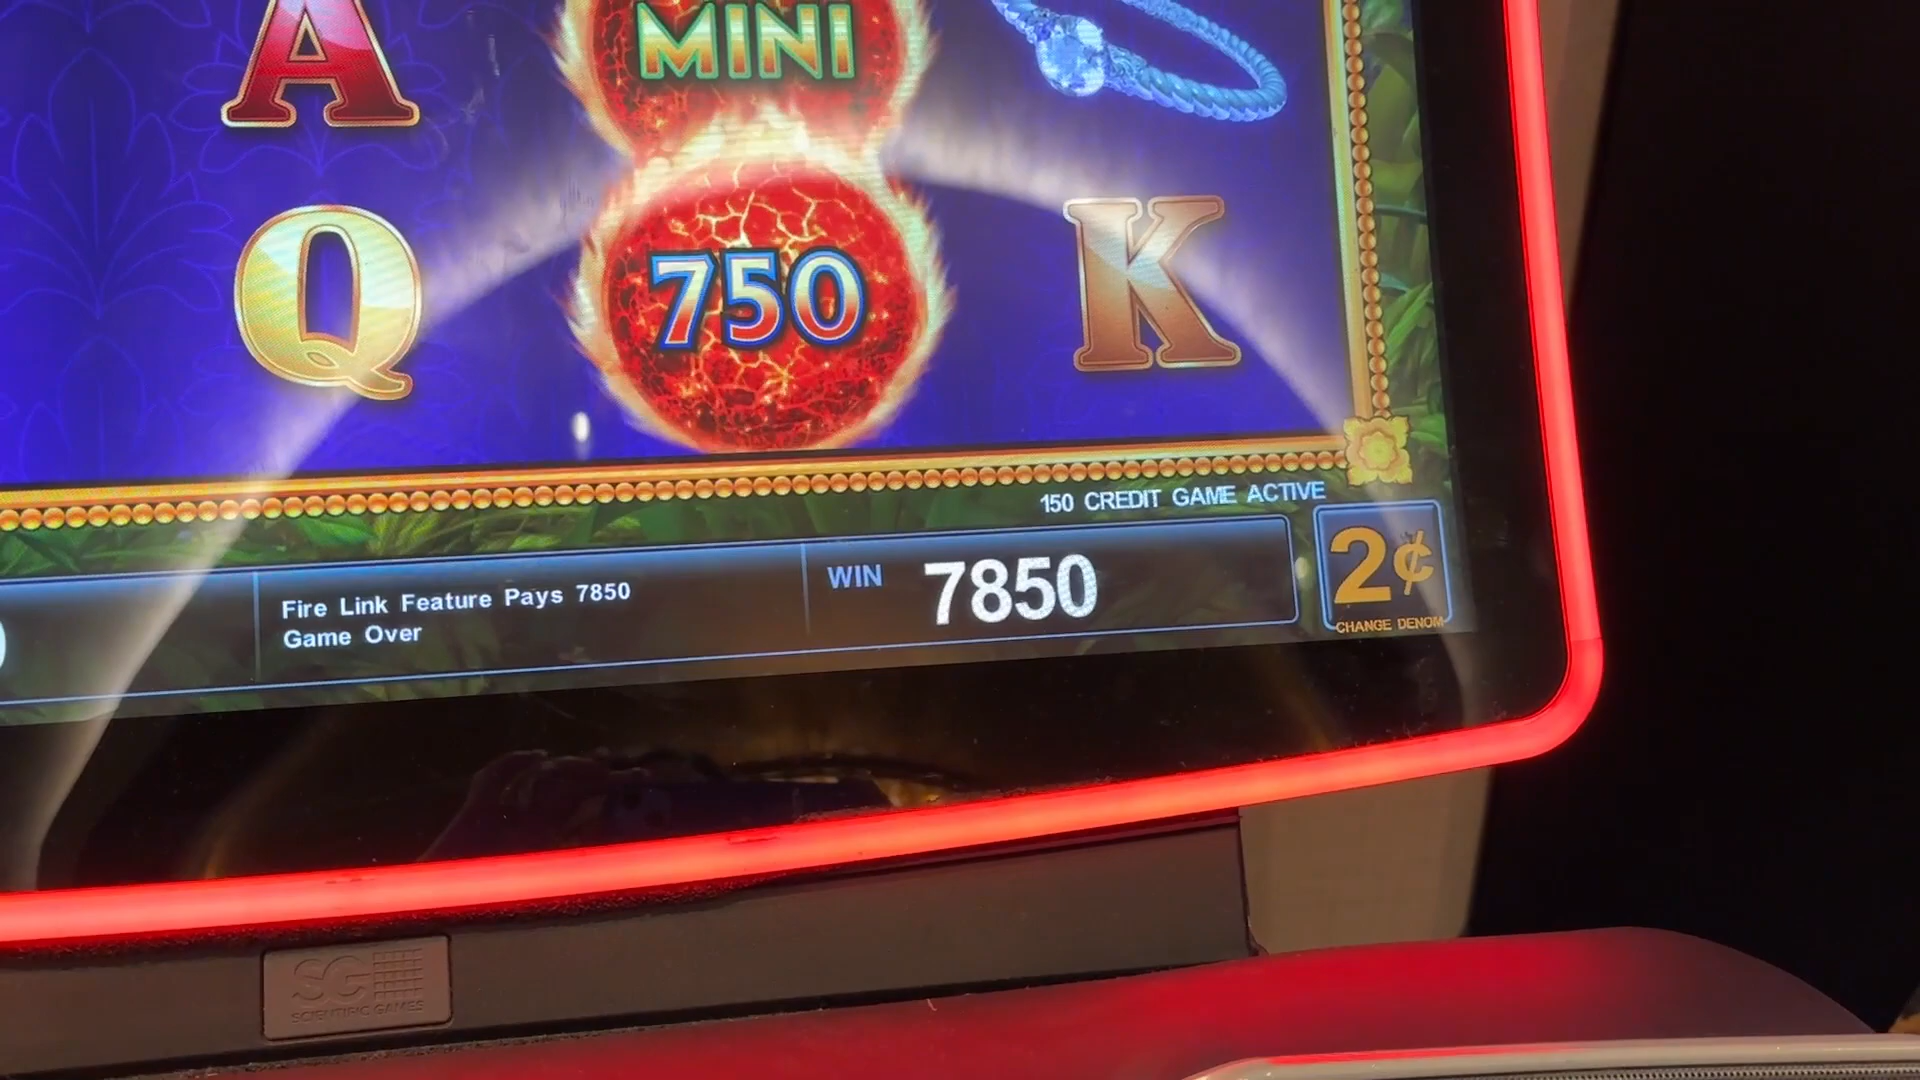 A
MINI
Q
750
K
150 CREDIT GAME ACTIVE
Fire Link Feature Pays 7850
Game Over
WIN 7850
2¢
CHANGE DENOM
SG
SCIENTIFIC GAMES